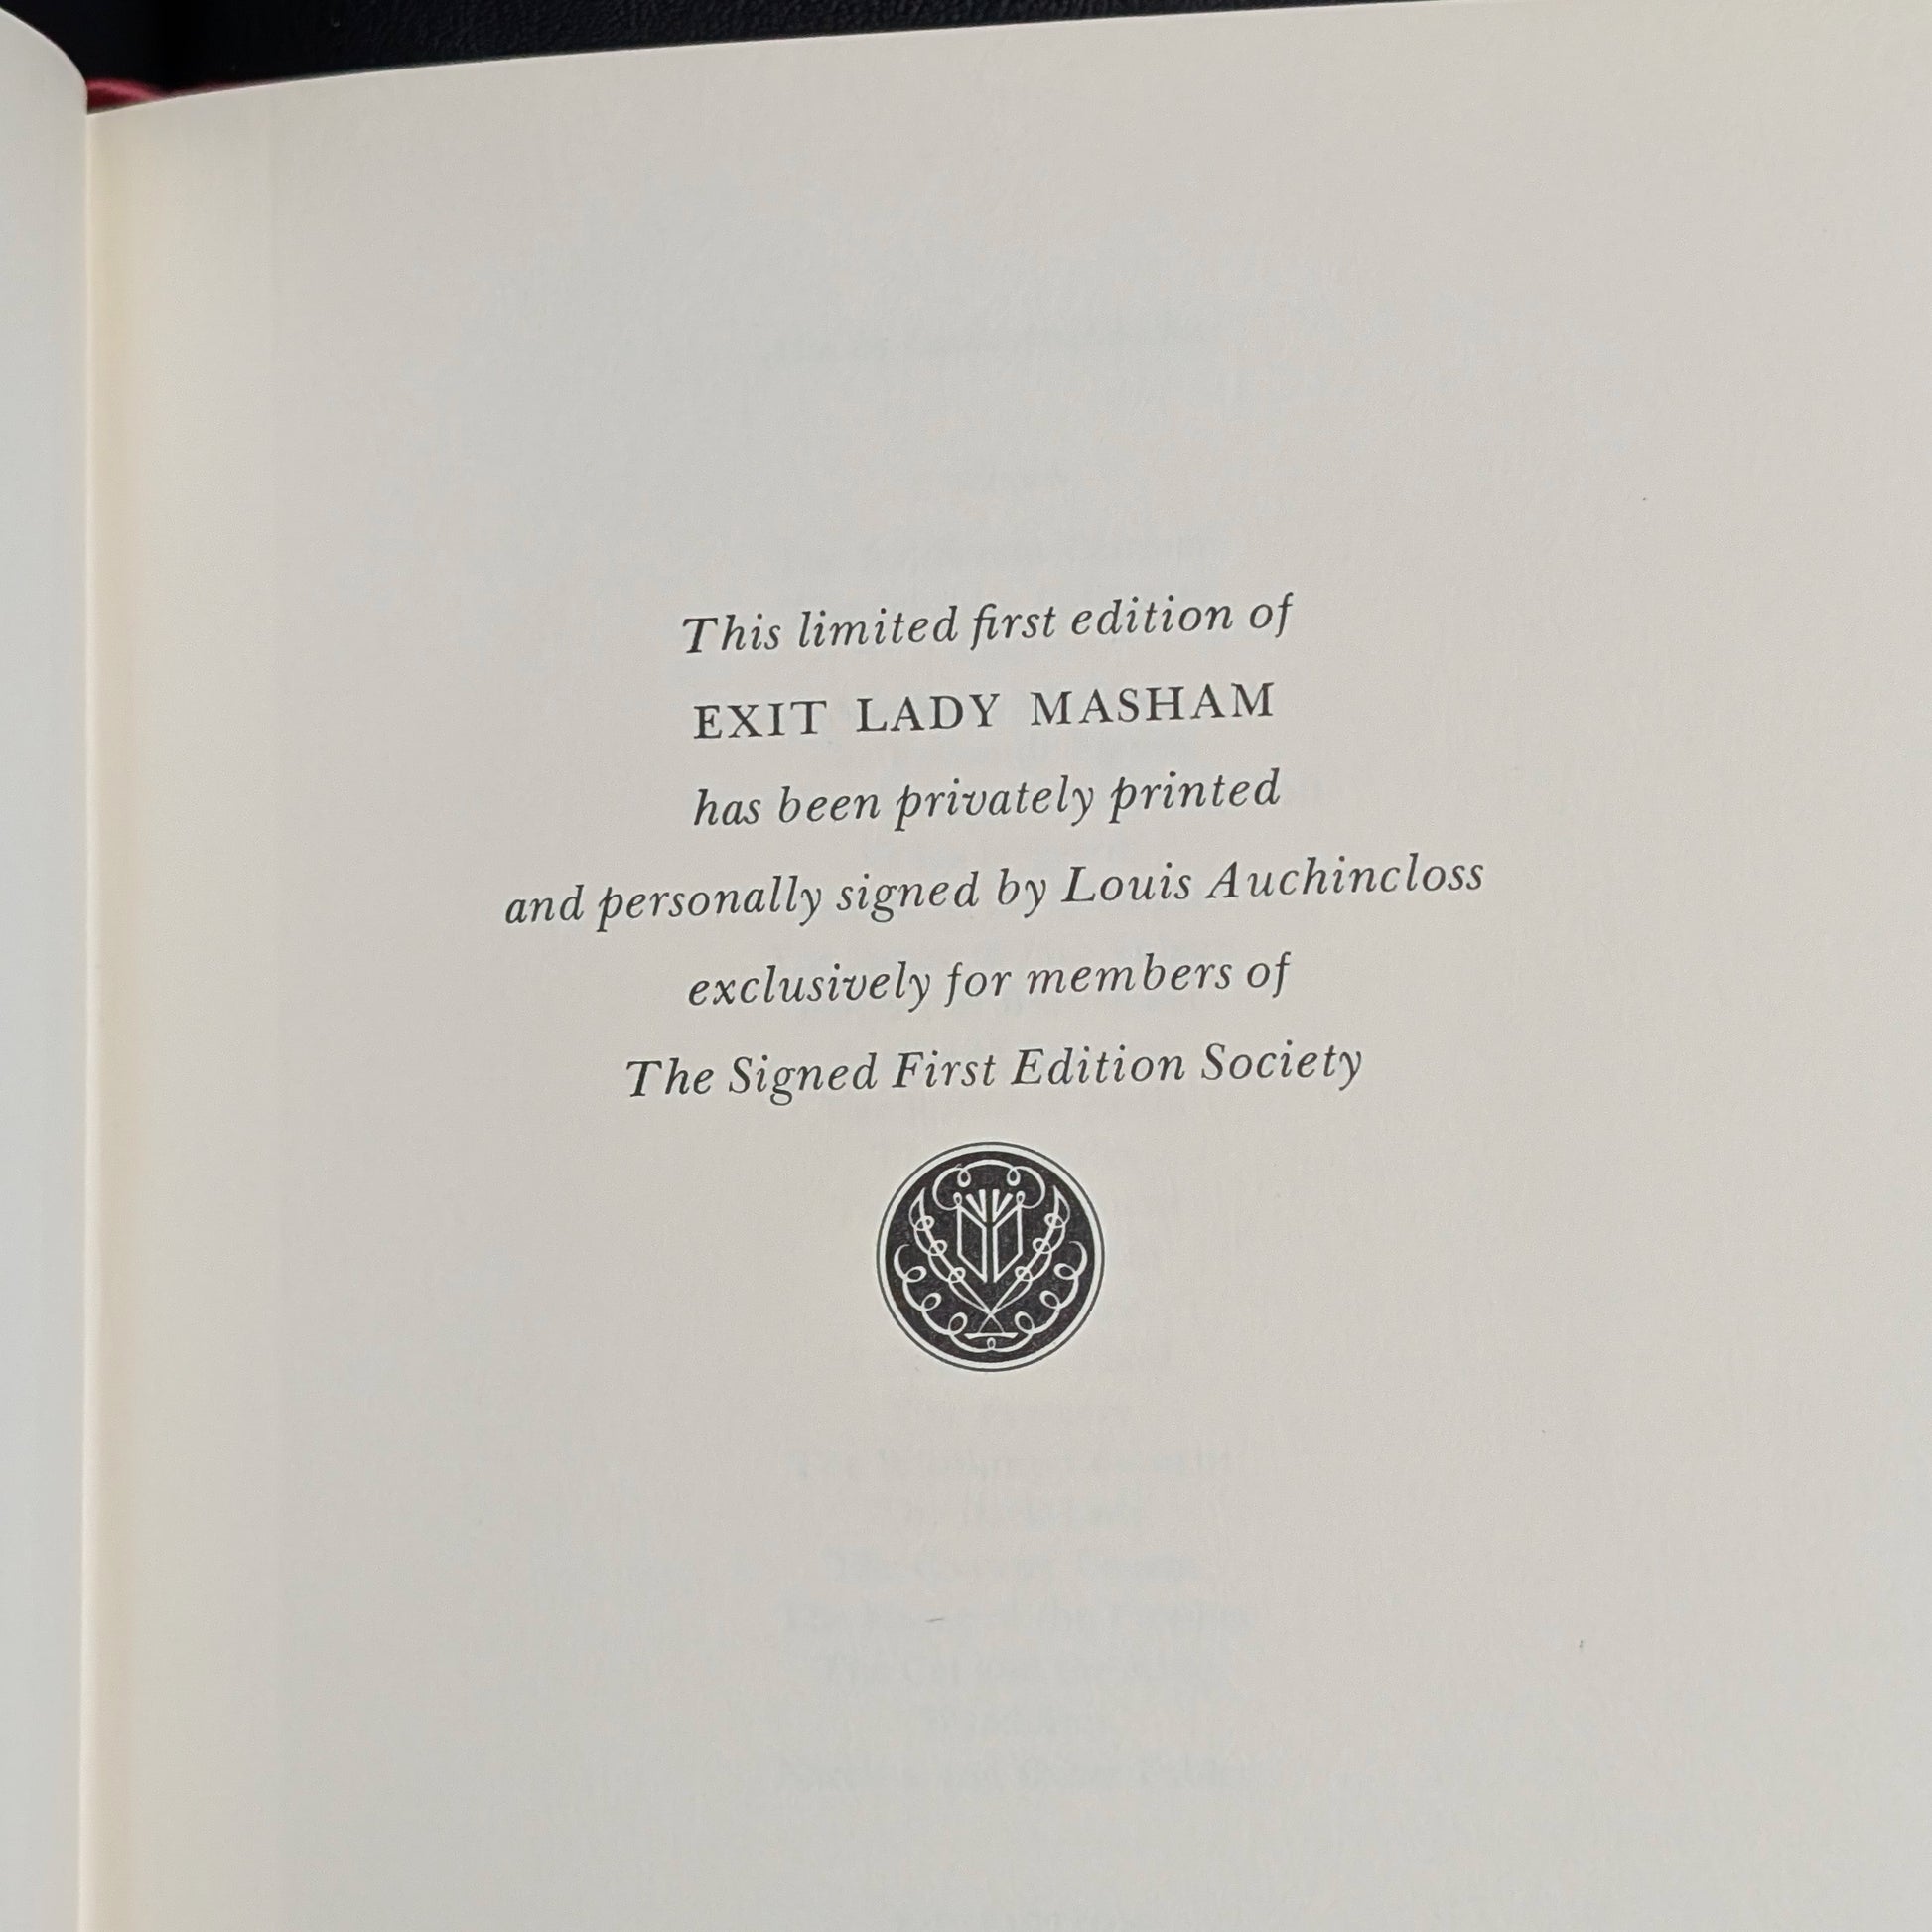 This limited first edition of
EXIT LADY MASHAM
has been privately printed
and personally signed by Louis Auchincloss
exclusively for members of
The Signed First Edition Society